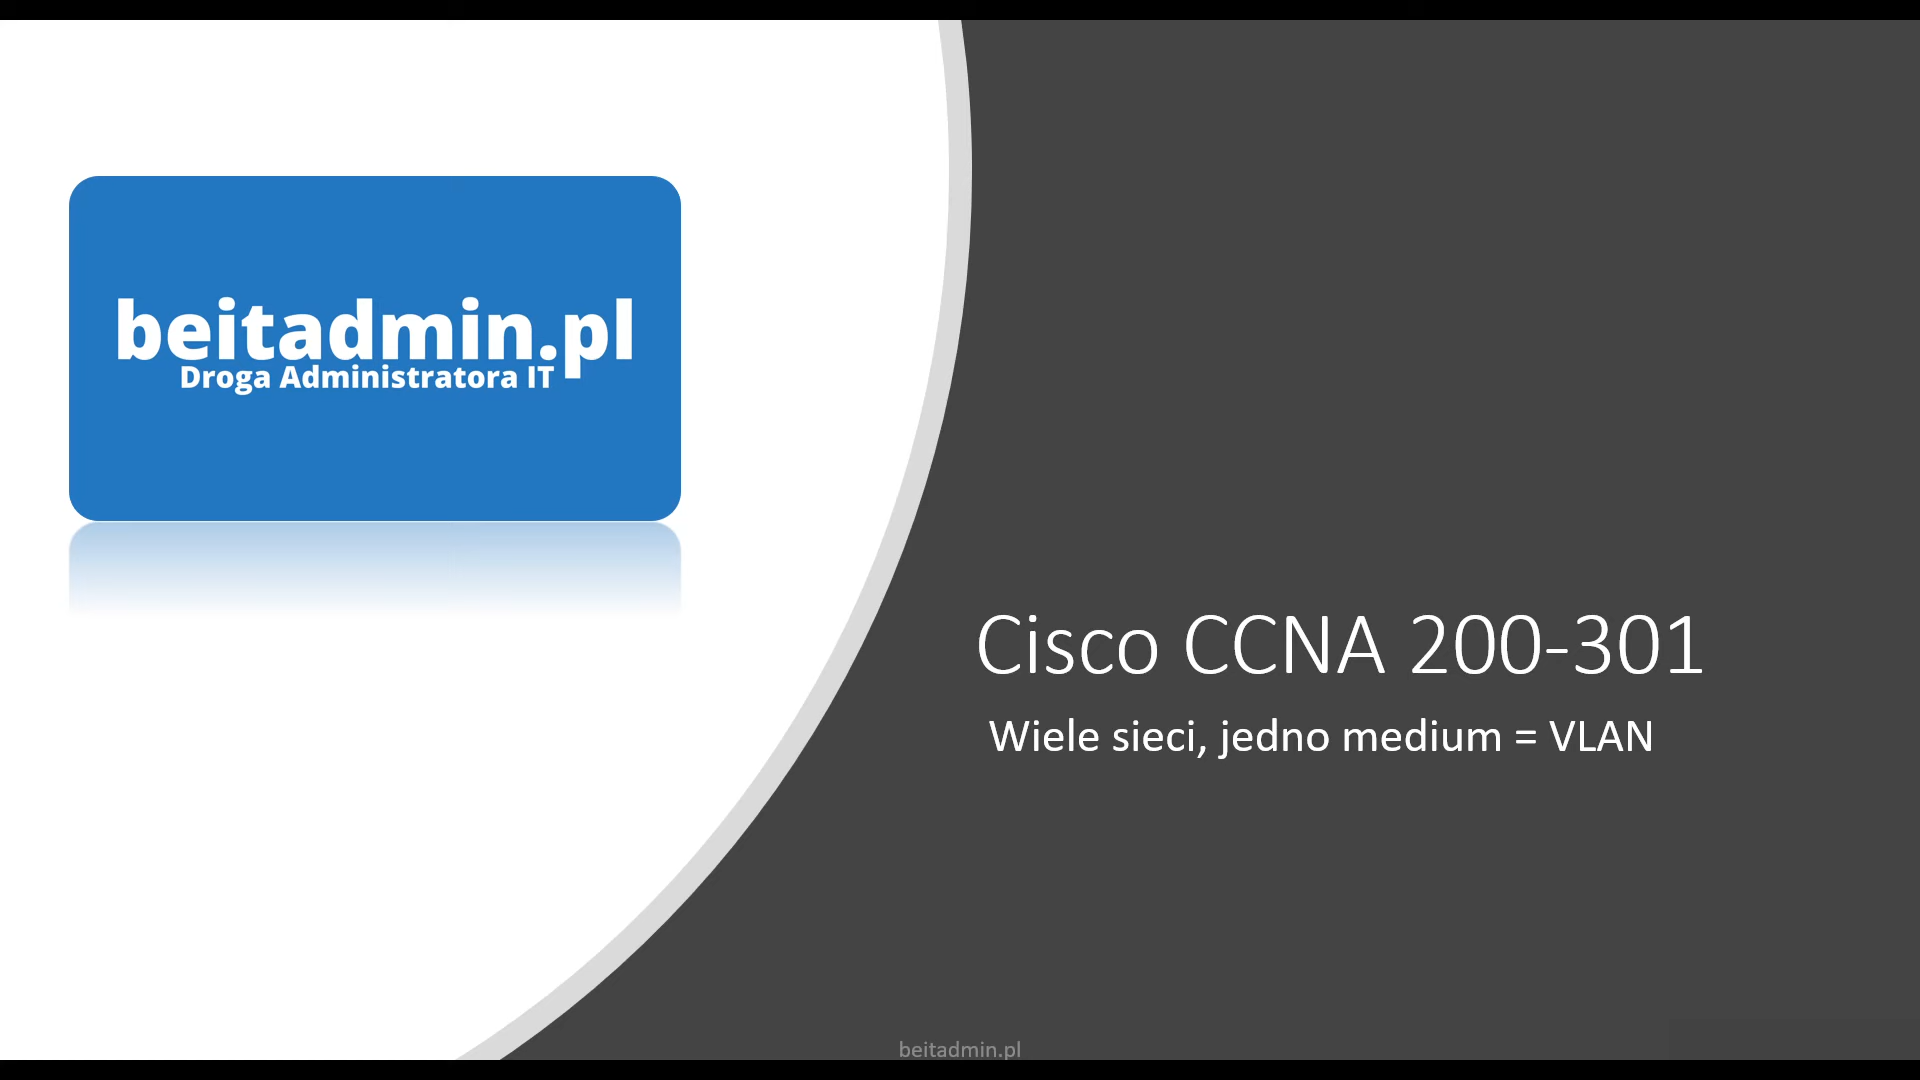 beitadmin.pl
Droga Administratora IT
Cisco CCNA 200-301
Wiele sieci, jedno medium = VLAN
beitadmin.pl